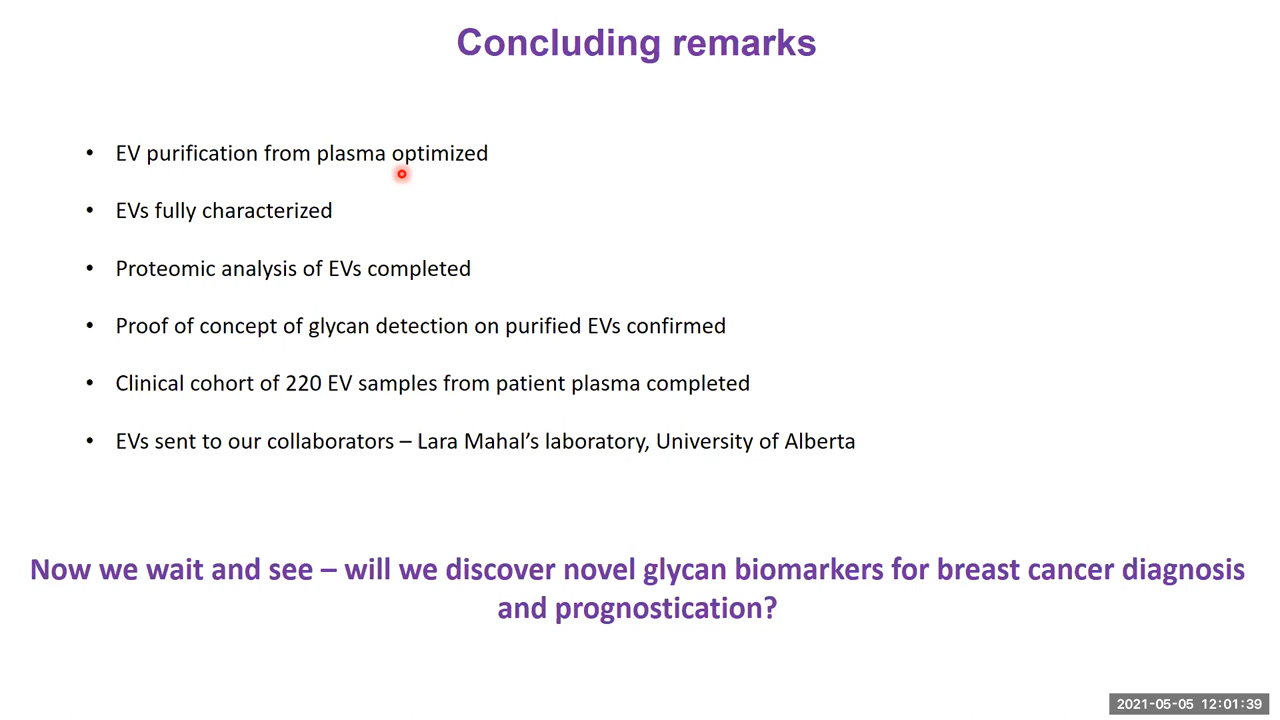 Concluding remarks
• EV purification from plasma optimized
• EVs fully characterized
• Proteomic analysis of EVs completed
• Proof of concept of glycan detection on purified EVs confirmed
• Clinical cohort of 220 EV samples from patient plasma completed
• EVs sent to our collaborators – Lara Mahal’s laboratory, University of Alberta
Now we wait and see – will we discover novel glycan biomarkers for breast cancer diagnosis
and prognostication?
2021-05-05 12:01:39